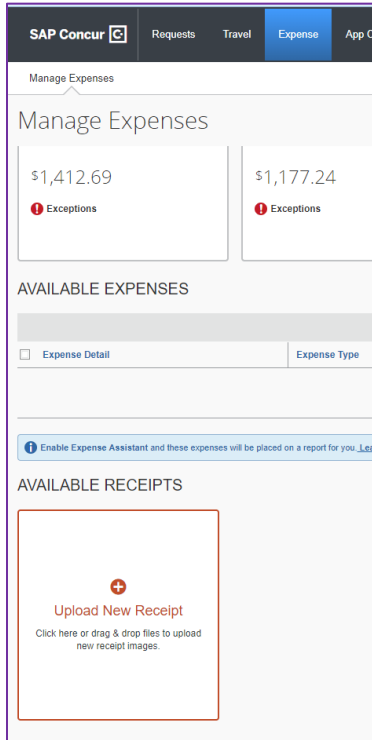 SAP Concur C Requests Travel Expense App C
Manage Expenses
Manage Expenses
$1,412.69 $1,177.24
Exceptions Exceptions
AVAILABLE EXPENSES
Expense Detail Expense Type
Enable Expense Assistant and these expenses will be placed on a report for you. Lea
AVAILABLE RECEIPTS
Upload New Receipt
Click here or drag & drop files to upload
new receipt images.